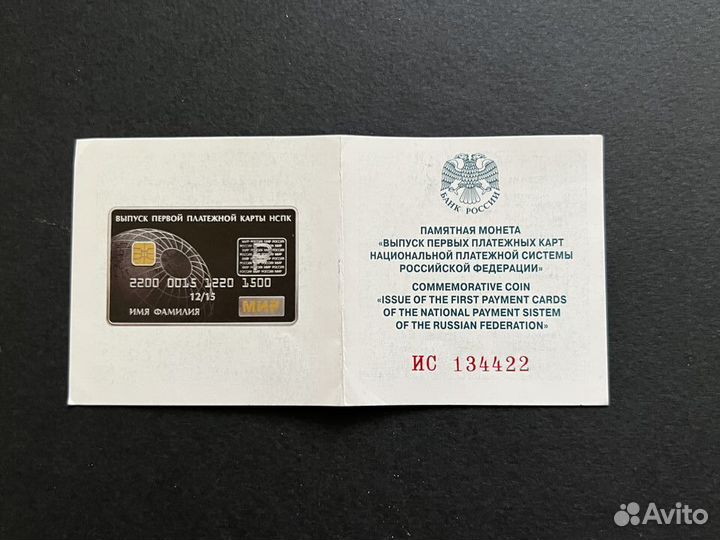 ВЫПУСК ПЕРВОЙ ПЛАТЕЖНОЙ КАРТЫ НСПК
2200 0015 1220 1500
12/15
ИМЯ ФАМИЛИЯ
МИР
БАНК РОССИИ
ПАМЯТНАЯ МОНЕТА
«ВЫПУСК ПЕРВЫХ ПЛАТЕЖНЫХ КАРТ
НАЦИОНАЛЬНОЙ ПЛАТЕЖНОЙ СИСТЕМЫ
РОССИЙСКОЙ ФЕДЕРАЦИИ»
COMMEMORATIVE COIN
«ISSUE OF THE FIRST PAYMENT CARDS
OF THE NATIONAL PAYMENT SISTEM
OF THE RUSSIAN FEDERATION»
ИС 134422
Avito